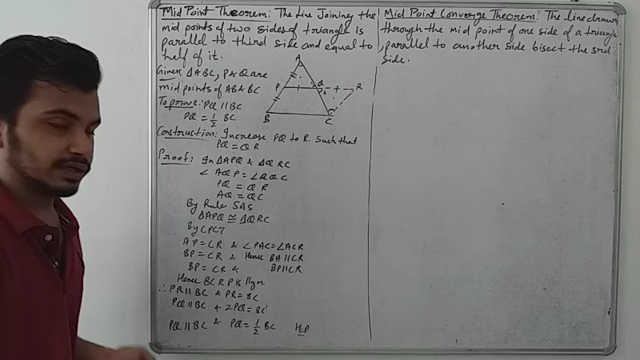 Mid Point Theorem: The line Joining the
mid points of two sides of triangle is
parallel to third side and equal to
half of it.
Given: ΔABC, P & Q are
mid points of AB & BC
To prove: PQ || BC
PQ = 1/2 BC
Construction: Increase PQ to R. Such that
PQ = QR
Proof: In ΔAPQ & ΔQRC
∠AQP = ∠RQC
PQ = QR
AQ = QC
By Rule SAS
ΔAPQ ≅ ΔQRC
By CPCT
AP = CR & ∠PAC = ∠ACR
BP = CR & Hence BA || CR
BP = CR & BP || CR
Hence BCRP is ||gm
∴ PR || BC & PR = BC
PQ || BC & 2PQ = BC
PQ || BC & PQ = 1/2 BC H.P
A
P
Q
R
1
2
B
C
Mid Point Converge Theorem: The line drawn
through the mid point of one side of a triangle
parallel to another side bisect the 3rd
side.